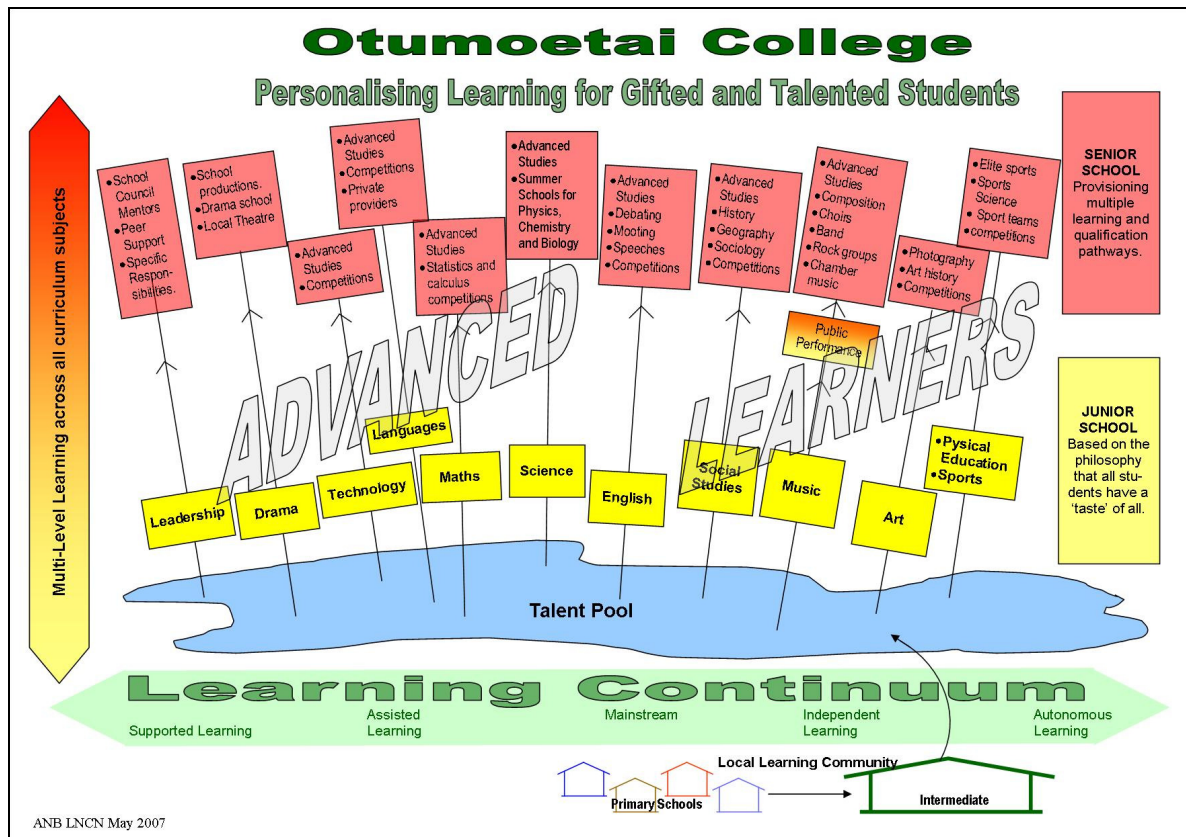 Otumoetai College
Personalising Learning for Gifted and Talented Students
Multi-Level Learning across all curriculum subjects
•School
Council
Mentors
•Peer
Support
•Specific
Respon-
sibilities.
•School
productions.
•Drama school
•Local Theatre
•Advanced
Studies
•Competitions
•Private
providers
•Advanced
Studies
•Competitions
•Advanced
Studies
•Statistics and
calculus
competitions
•Advanced
Studies
•Summer
Schools for
Physics,
Chemistry
and Biology
•Advanced
Studies
•Debating
•Mooting
•Speeches
•Competitions
•Advanced
Studies
•History
•Geography
•Sociology
•Competitions
•Advanced
Studies
•Composition
•Choirs
•Band
•Rock groups
•Chamber
music
•Photography
•Art history
•Competitions
•Elite sports
•Sports
Science
•Sport teams
•competitions
SENIOR
SCHOOL
Provisioning
multiple
learning and
qualification
pathways.
Public
Performance
ADVANCED LEARNERS
Leadership
Drama
Technology
Languages
Maths
Science
English
Social
Studies
Music
Art
•Pysical
Education
•Sports
JUNIOR
SCHOOL
Based on the
philosophy
that all stu-
dents have a
‘taste’ of all.
Talent Pool
Learning Continuum
Supported Learning
Assisted
Learning
Mainstream
Independent
Learning
Autonomous
Learning
Local Learning Community
Primary Schools
Intermediate
ANB LNCN May 2007